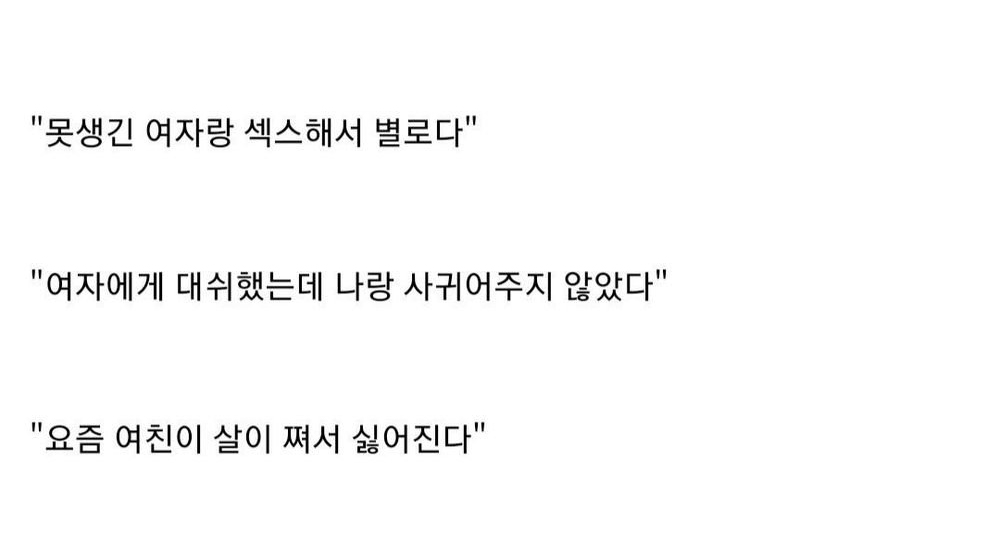 "못생긴 여자랑 섹스해서 별로다"
"여자에게 대쉬했는데 나랑 사귀어주지 않았다"
"요즘 여친이 살이 쪄서 싫어진다"